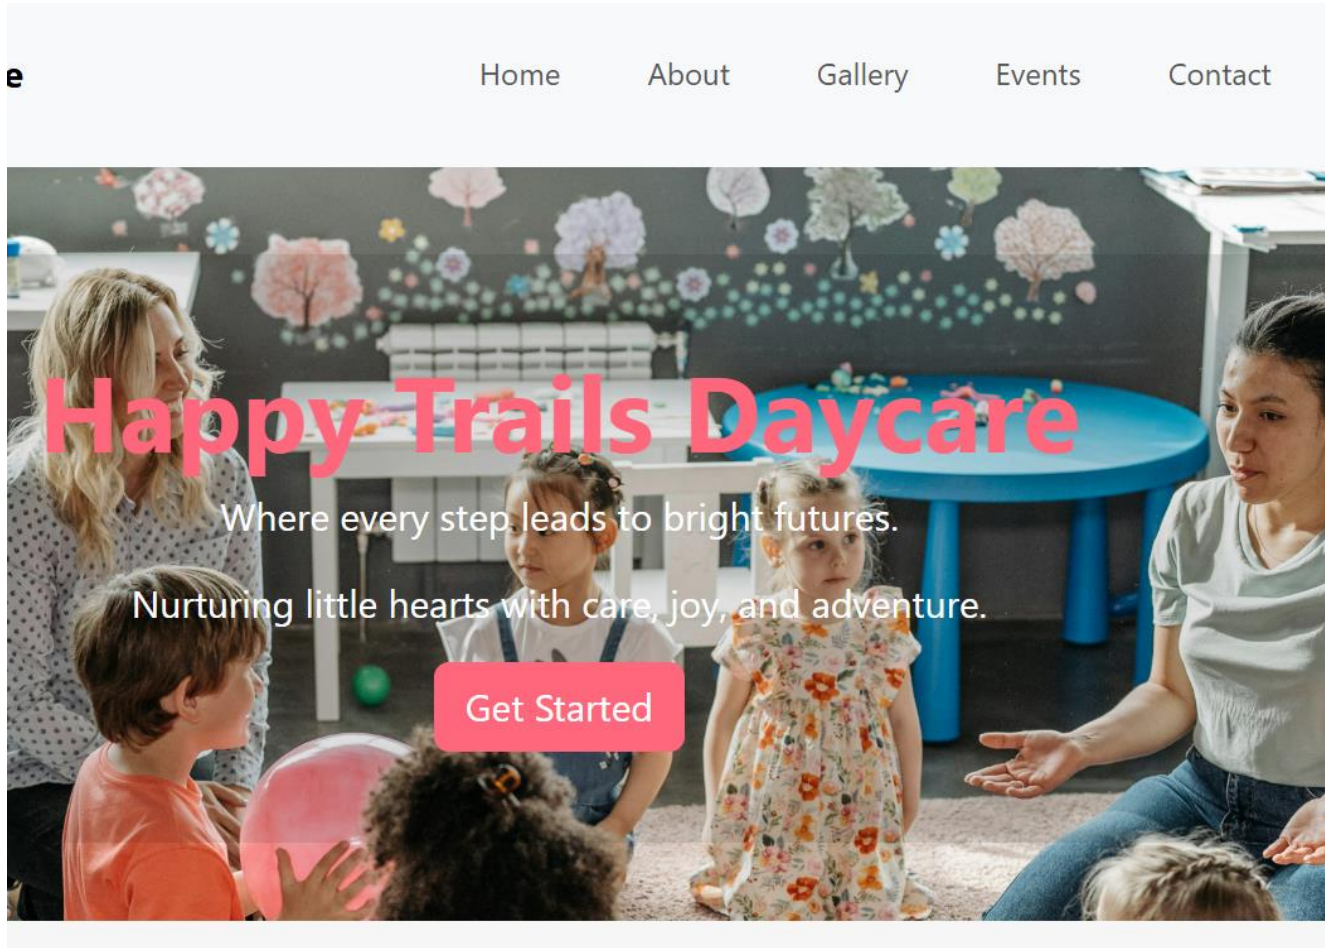 e
Home About Gallery Events Contact
Happy Trails Daycare
Where every step leads to bright futures.
Nurturing little hearts with care, joy, and adventure.
Get Started